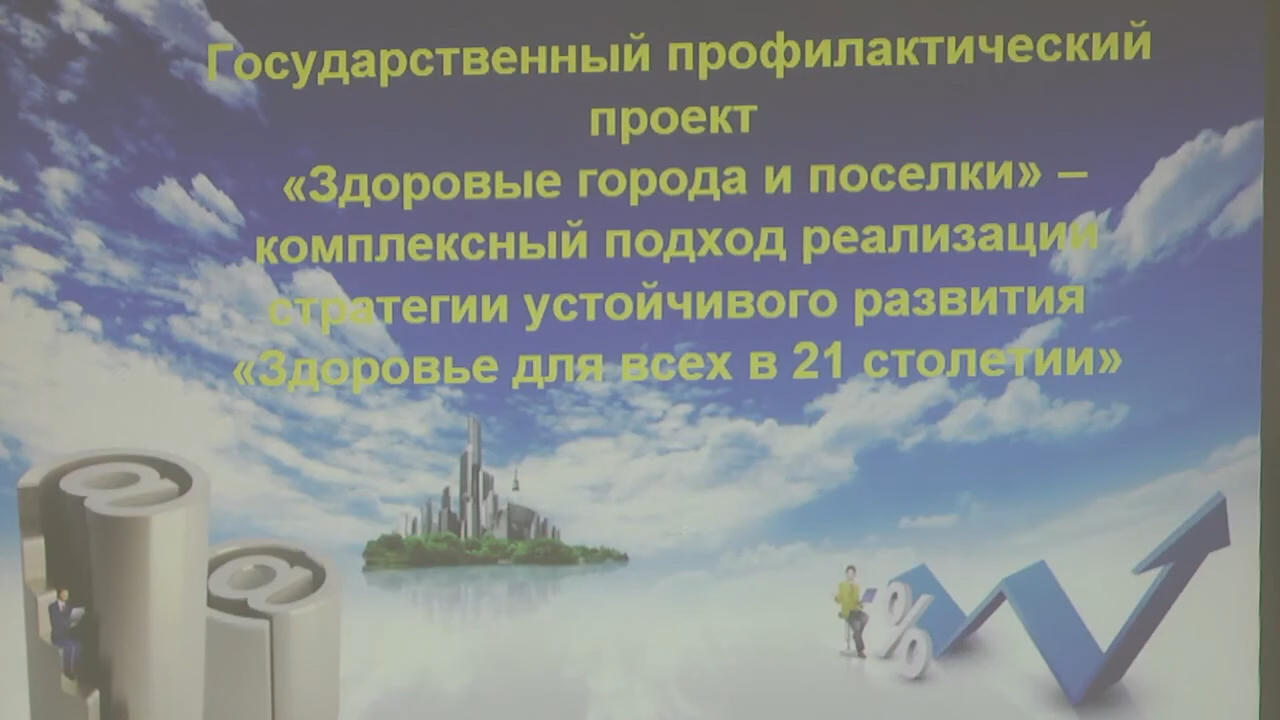 Государственный профилактический
проект
«Здоровые города и поселки» –
комплексный подход реализации
стратегии устойчивого развития
«Здоровье для всех в 21 столетии»
@
@
%